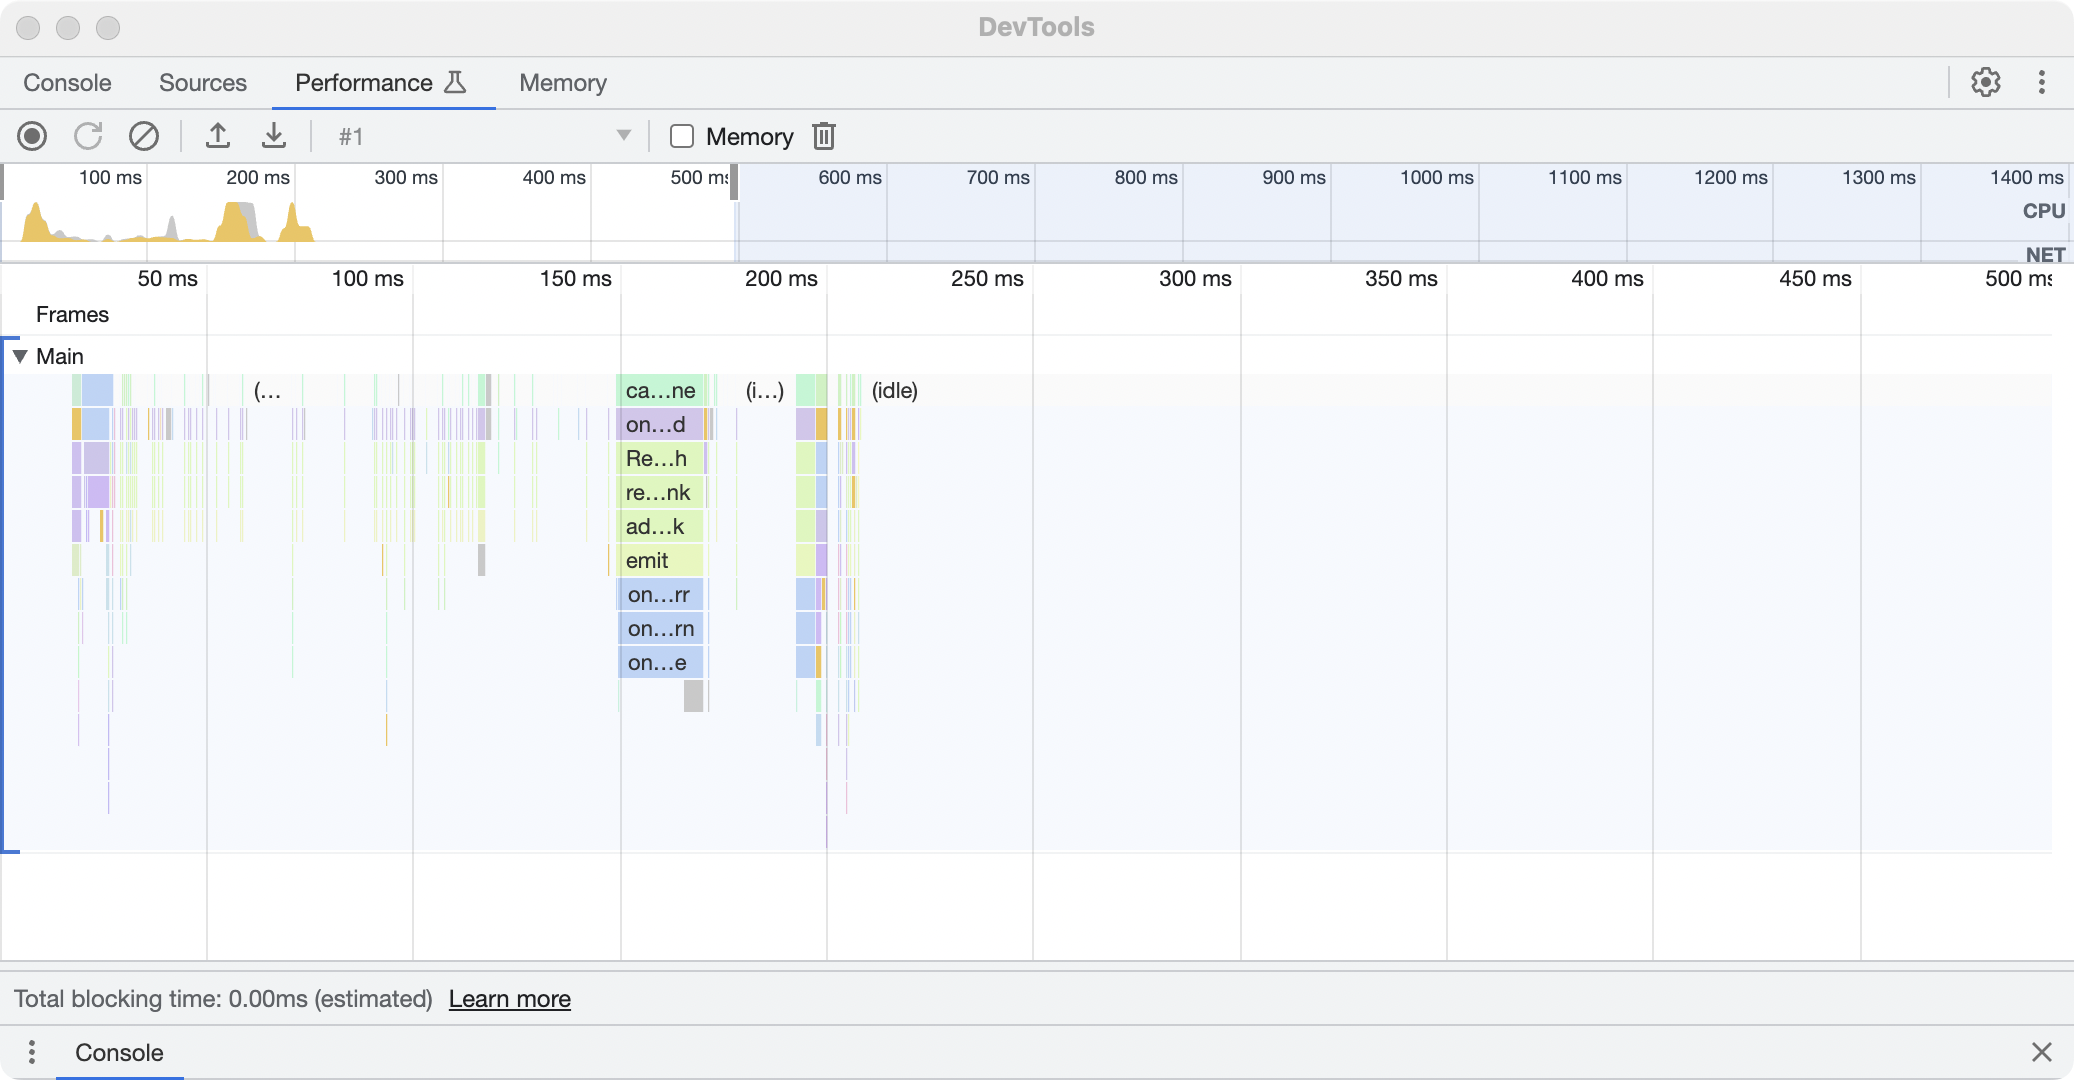 DevTools
Console Sources Performance Memory
#1 Memory
100 ms 200 ms 300 ms 400 ms 500 ms 600 ms 700 ms 800 ms 900 ms 1000 ms 1100 ms 1200 ms 1300 ms 1400 ms
CPU
NET
50 ms 100 ms 150 ms 200 ms 250 ms 300 ms 350 ms 400 ms 450 ms 500 ms
Frames
Main
(... ca...ne (i...) (idle)
on...d
Re...h
re...nk
ad...k
emit
on...rr
on...rn
on...e
Total blocking time: 0.00ms (estimated) Learn more
Console